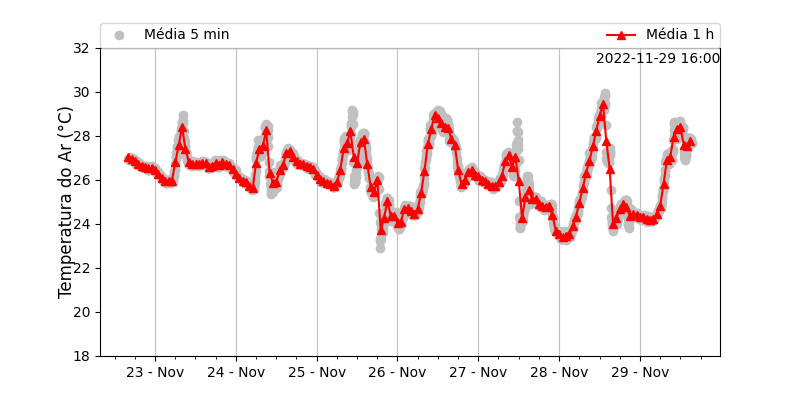 Média 5 min
Média 1 h
2022-11-29 16:00
Temperatura do Ar (°C)
32
30
28
26
24
22
20
18
23 - Nov
24 - Nov
25 - Nov
26 - Nov
27 - Nov
28 - Nov
29 - Nov